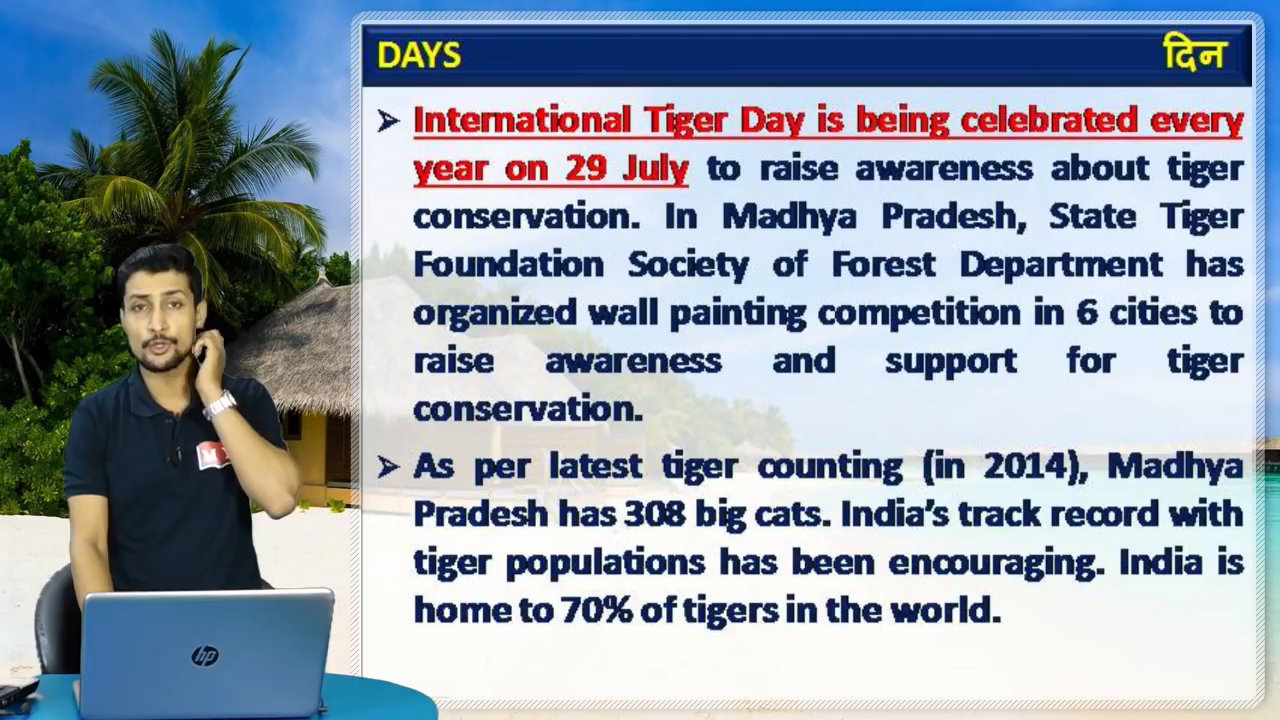 DAYS दिन
➢ International Tiger Day is being celebrated every
year on 29 July to raise awareness about tiger
conservation. In Madhya Pradesh, State Tiger
Foundation Society of Forest Department has
organized wall painting competition in 6 cities to
raise awareness and support for tiger
conservation.
➢ As per latest tiger counting (in 2014), Madhya
Pradesh has 308 big cats. India's track record with
tiger populations has been encouraging. India is
home to 70% of tigers in the world.
hp